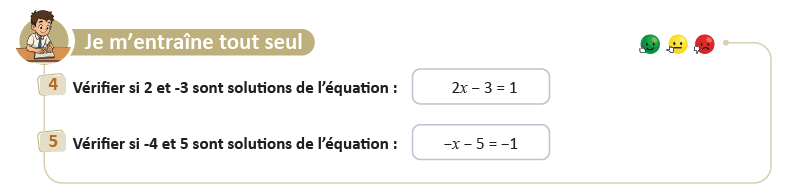 Je m’entraîne tout seul
4 Vérifier si 2 et -3 sont solutions de l’équation : 2x – 3 = 1
5 Vérifier si -4 et 5 sont solutions de l’équation : –x – 5 = –1